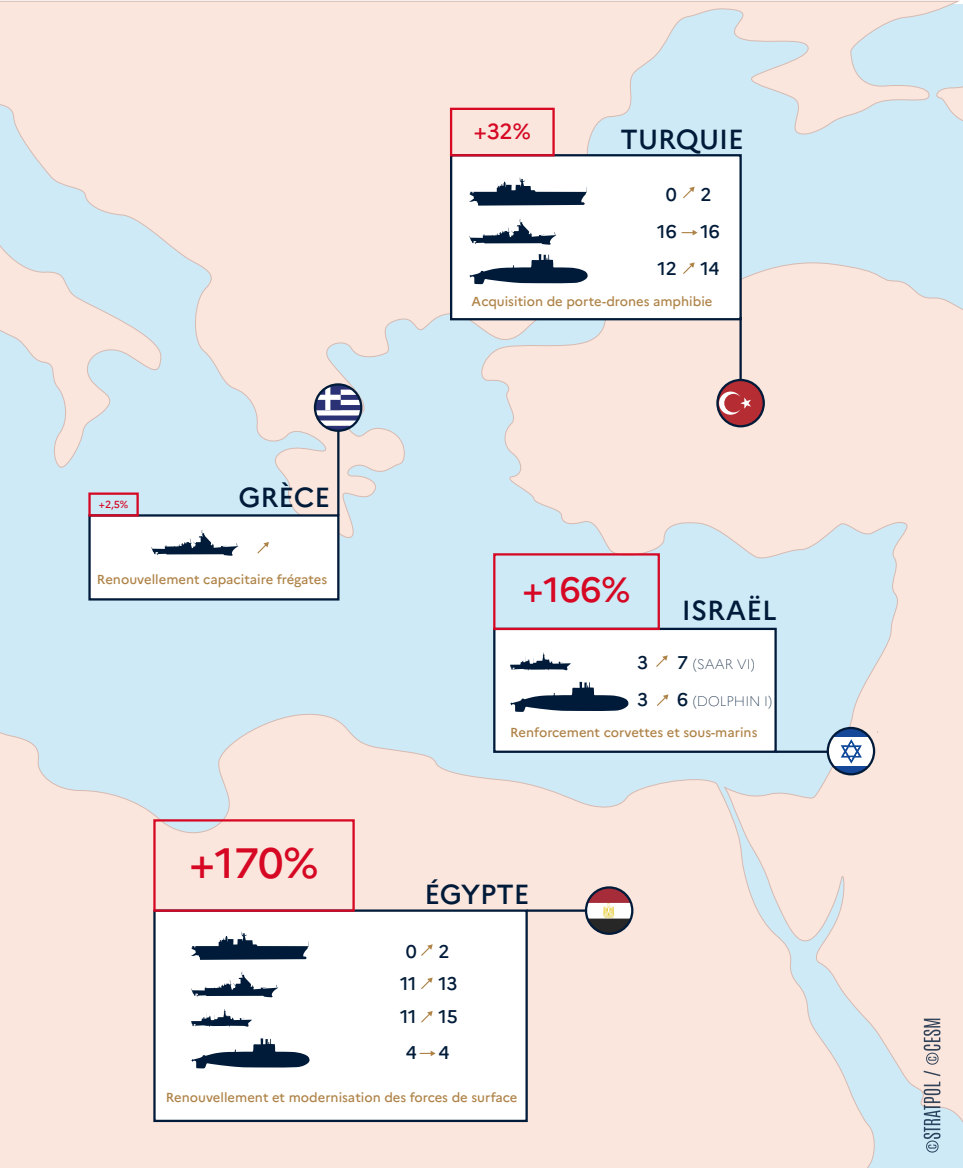 +32%
TURQUIE
0 ↗ 2
16 → 16
12 ↗ 14
Acquisition de porte-drones amphibie
+2,5%
GRÈCE
↗
Renouvellement capacitaire frégates
+166%
ISRAËL
3 ↗ 7 (SAAR VI)
3 ↗ 6 (DOLPHIN I)
Renforcement corvettes et sous-marins
+170%
ÉGYPTE
0 ↗ 2
11 ↗ 13
11 ↗ 15
4 → 4
Renouvellement et modernisation des forces de surface
©STRATPOL / ©CESM